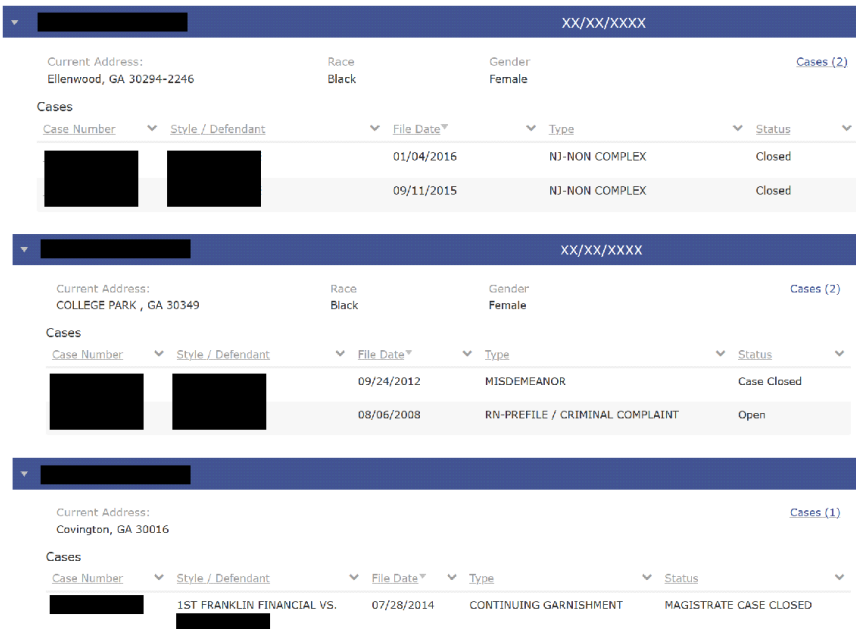 XX/XX/XXXX
Current Address: Race Gender Cases (2)
Ellenwood, GA 30294-2246 Black Female
Cases
Case Number Style / Defendant File Date Type Status
01/04/2016 NJ-NON COMPLEX Closed
09/11/2015 NJ-NON COMPLEX Closed
XX/XX/XXXX
Current Address: Race Gender Cases (2)
COLLEGE PARK , GA 30349 Black Female
Cases
Case Number Style / Defendant File Date Type Status
09/24/2012 MISDEMEANOR Case Closed
08/06/2008 RN-PREFILE / CRIMINAL COMPLAINT Open
Current Address: Cases (1)
Covington, GA 30016
Cases
Case Number Style / Defendant File Date Type Status
1ST FRANKLIN FINANCIAL VS. 07/28/2014 CONTINUING GARNISHMENT MAGISTRATE CASE CLOSED